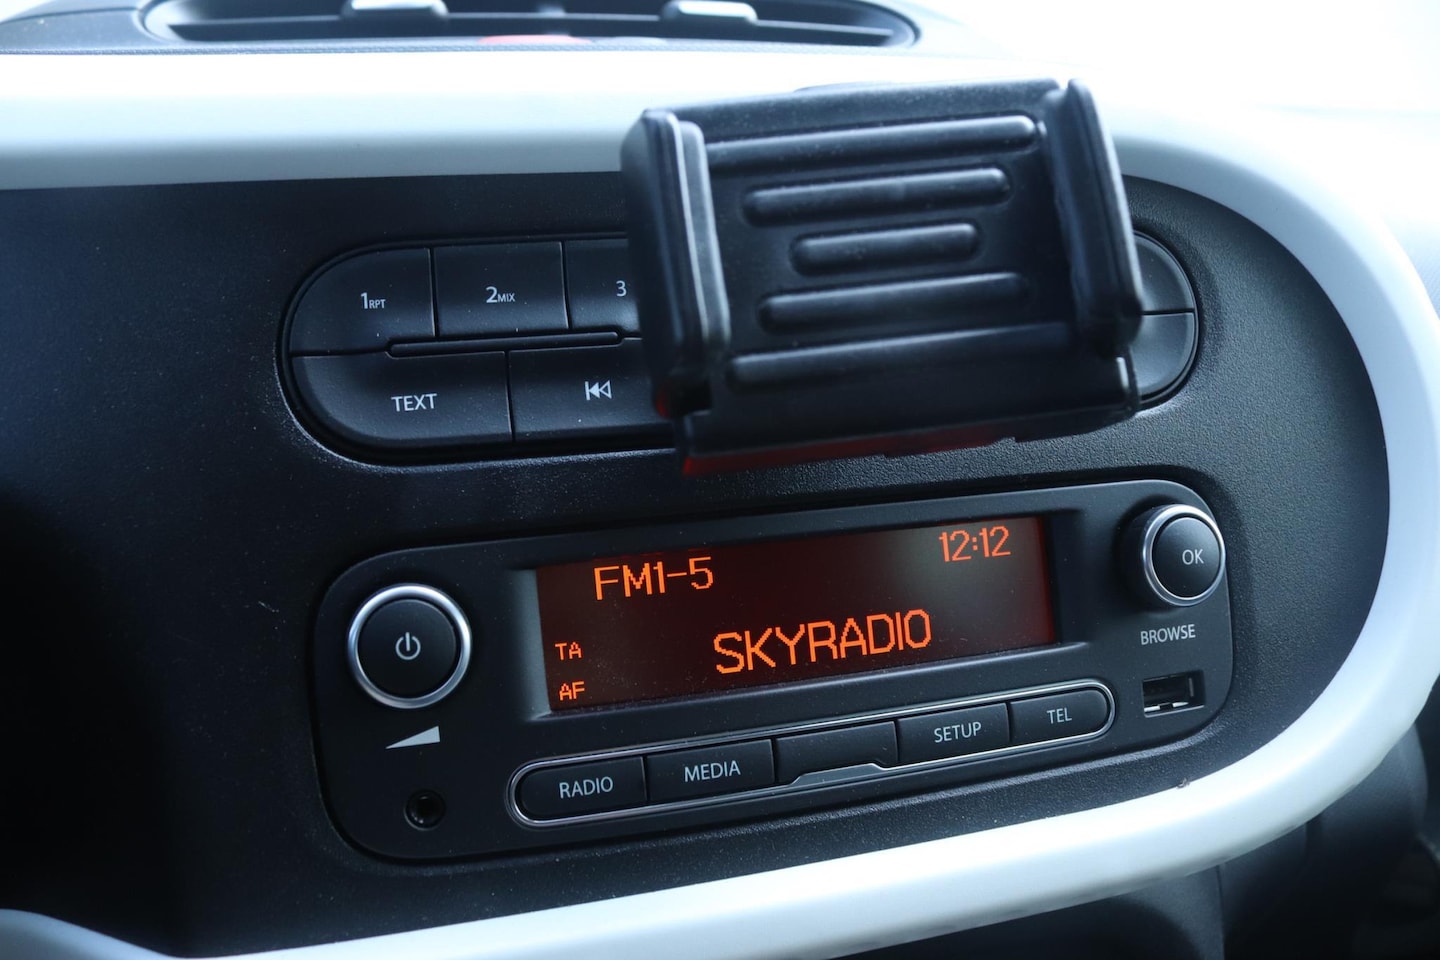 1RPT 2MIX 3
TEXT
FM1-5 12:12
TA SKYRADIO
AF
OK
BROWSE
RADIO MEDIA SETUP TEL